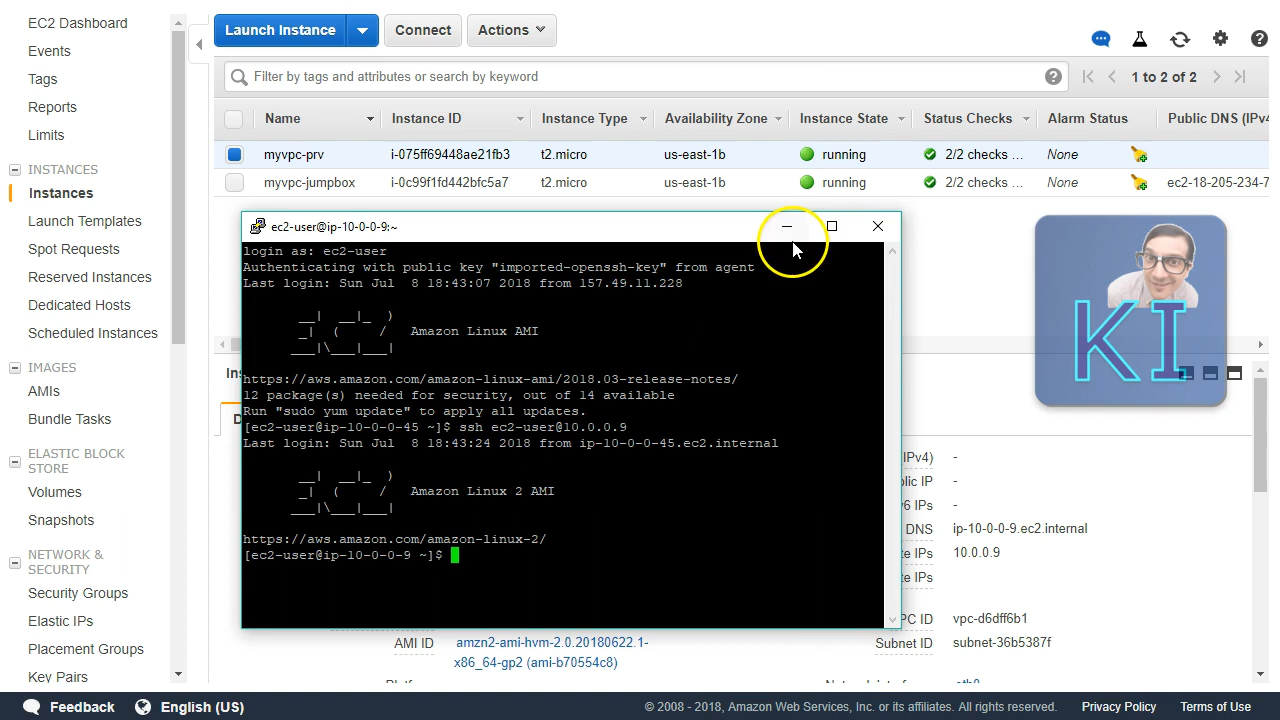 EC2 Dashboard
Events
Tags
Reports
Limits
INSTANCES
Instances
Launch Templates
Spot Requests
Reserved Instances
Dedicated Hosts
Scheduled Instances
IMAGES
AMIs
Bundle Tasks
ELASTIC BLOCK
STORE
Volumes
Snapshots
NETWORK &
SECURITY
Security Groups
Elastic IPs
Placement Groups
Key Pairs
Launch Instance Connect Actions
Filter by tags and attributes or search by keyword
1 to 2 of 2
Name Instance ID Instance Type Availability Zone Instance State Status Checks Alarm Status Public DNS (IPv4
myvpc-prv i-075ff69448ae21fb3 t2.micro us-east-1b running 2/2 checks ... None
myvpc-jumpbox i-0c99f1fd442bfc5a7 t2.micro us-east-1b running 2/2 checks ... None ec2-18-205-234-7
ec2-user@ip-10-0-0-9:~
login as: ec2-user
Authenticating with public key "imported-openssh-key" from agent
Last login: Sun Jul  8 18:43:07 2018 from 157.49.11.228
__|  __|_  )
_|  (     /   Amazon Linux AMI
___|\___|___|
https://aws.amazon.com/amazon-linux-ami/2018.03-release-notes/
12 package(s) needed for security, out of 14 available
Run "sudo yum update" to apply all updates.
[ec2-user@ip-10-0-0-45 ~]$ ssh ec2-user@10.0.0.9
Last login: Sun Jul  8 18:43:24 2018 from ip-10-0-0-45.ec2.internal
__|  __|_  )
_|  (     /   Amazon Linux 2 AMI
___|\___|___|
https://aws.amazon.com/amazon-linux-2/
[ec2-user@ip-10-0-0-9 ~]$
KI
IPv4) -
lic IP -
6 IPs -
DNS ip-10-0-0-9.ec2.internal
te IPs 10.0.0.9
te IPs
PC ID vpc-d6dff6b1
AMI ID amzn2-ami-hvm-2.0.20180622.1-
x86_64-gp2 (ami-b70554c8)
Subnet ID subnet-36b5387f
Feedback English (US)
© 2008 - 2018, Amazon Web Services, Inc. or its affiliates. All rights reserved. Privacy Policy Terms of Use